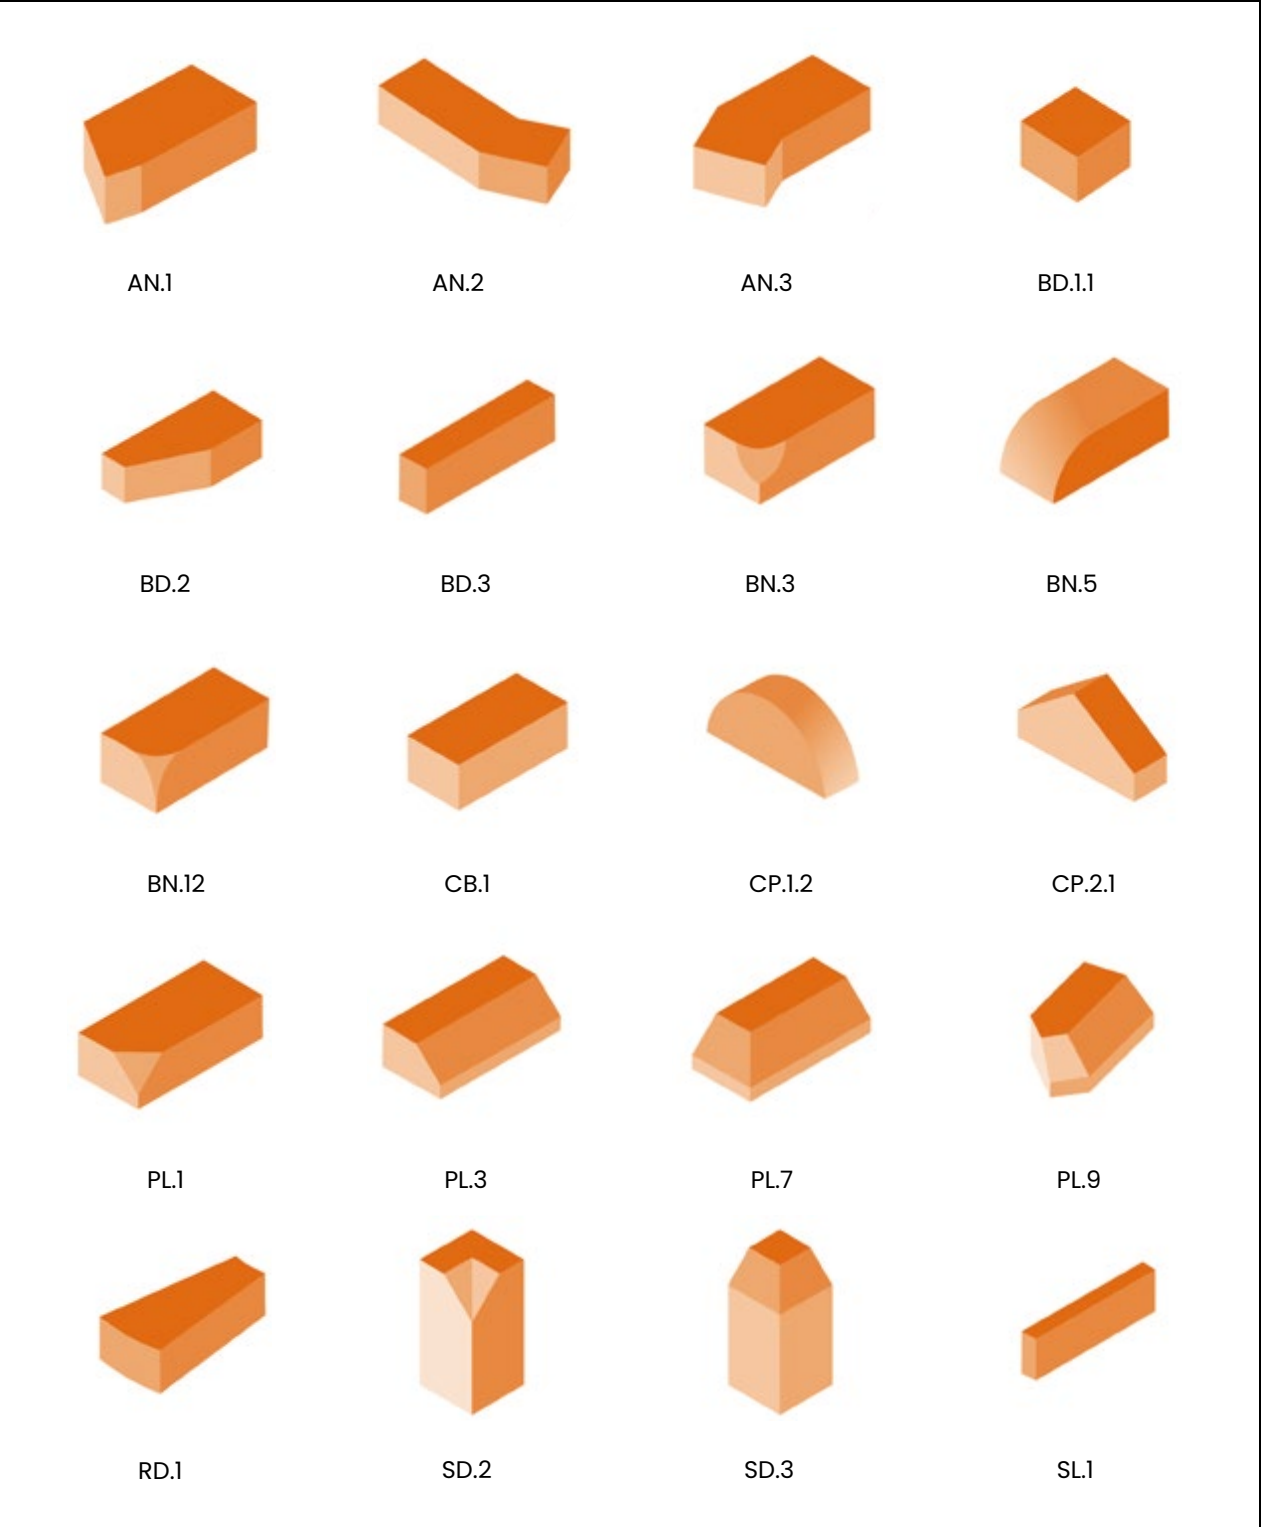 AN.1
AN.2
AN.3
BD.1.1
BD.2
BD.3
BN.3
BN.5
BN.12
CB.1
CP.1.2
CP.2.1
PL.1
PL.3
PL.7
PL.9
RD.1
SD.2
SD.3
SL.1